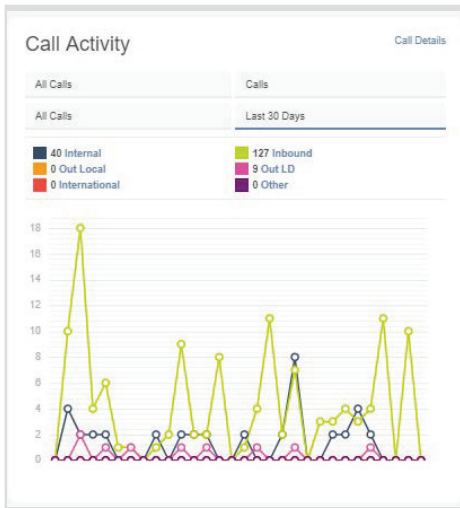 Call Activity
Call Details
All Calls
Calls
All Calls
Last 30 Days
40 Internal
127 Inbound
0 Out Local
9 Out LD
0 International
0 Other
18
16
14
12
10
8
6
4
2
0